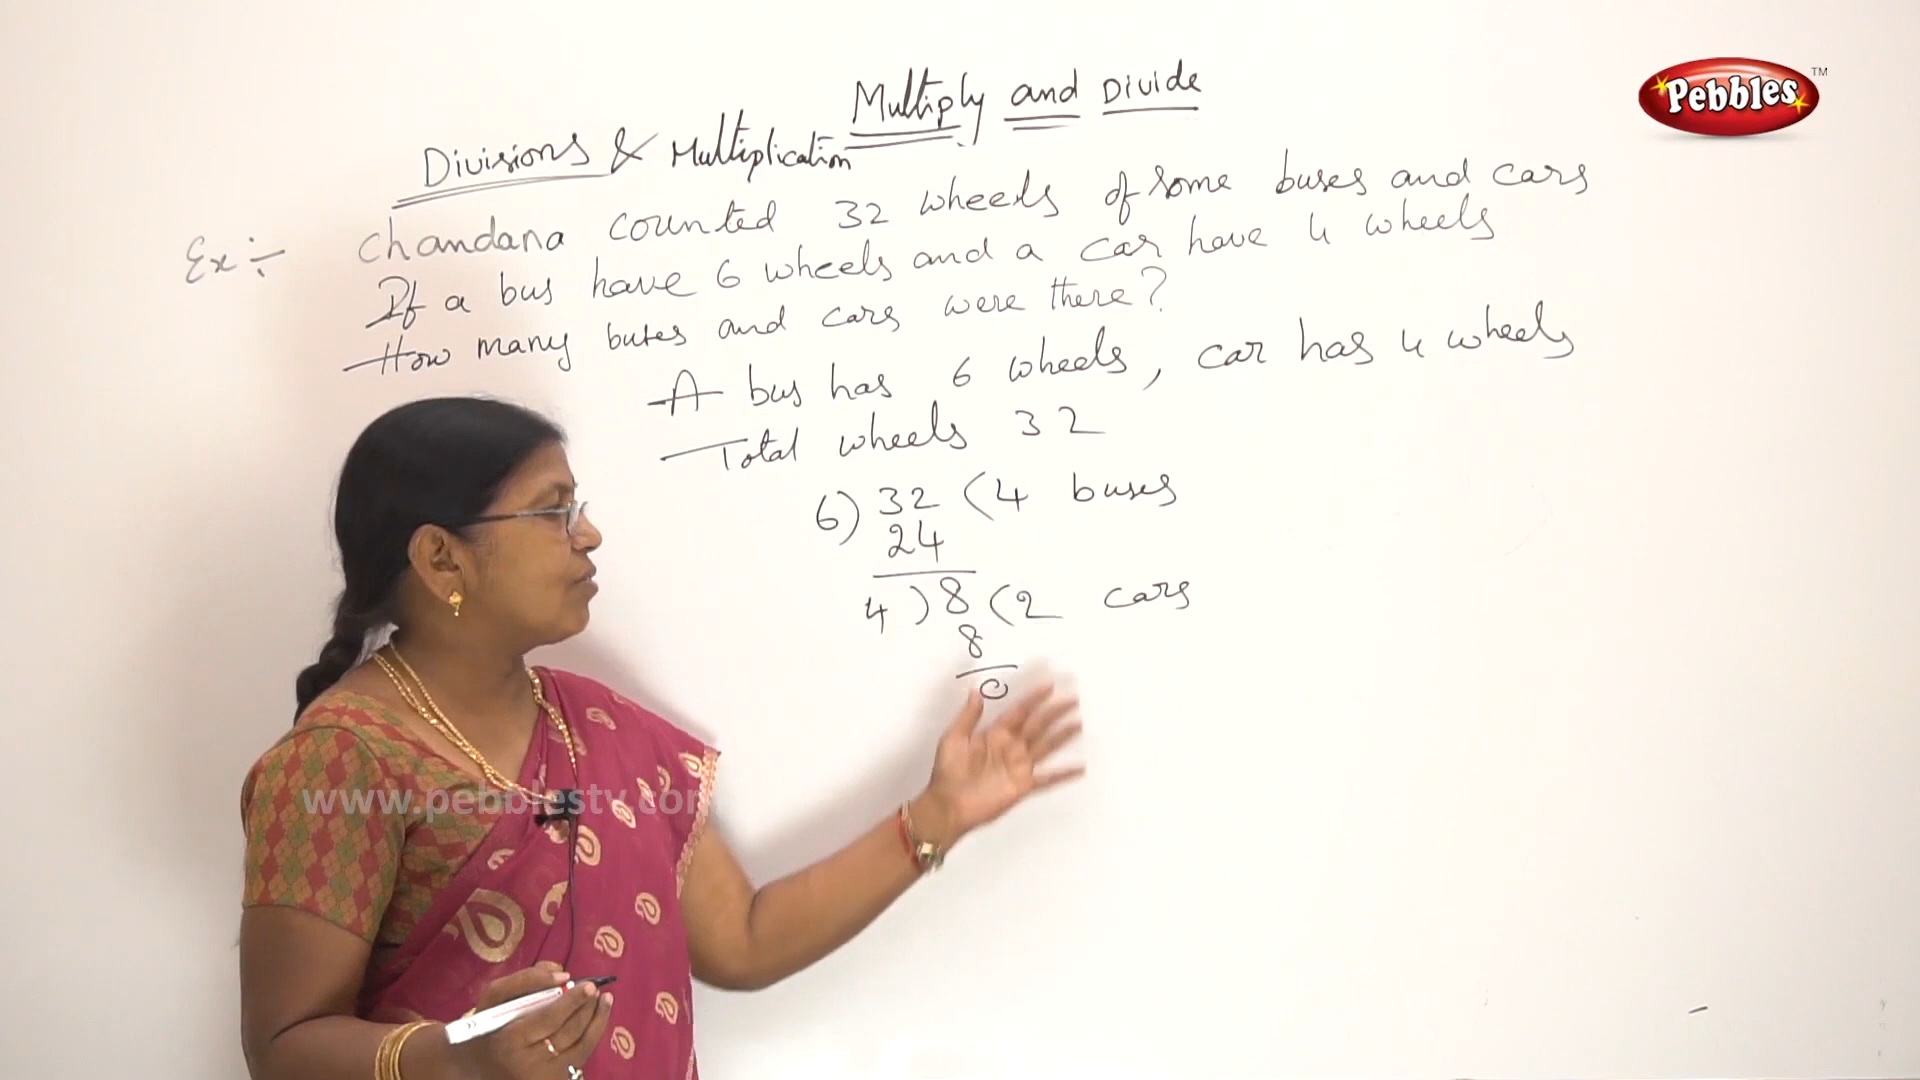 Multiply and Divide
Pebbles TM
Divisions & Multiplication
Ex:- Chandana counted 32 wheels of some buses and cars
If a bus have 6 wheels and a car have 4 wheels
How many buses and cars were there?
A bus has 6 wheels, car has 4 wheels
Total wheels 32
6) 32 (4 buses
24
4) 8 (2 cars
8
0
www.pebblestv.com